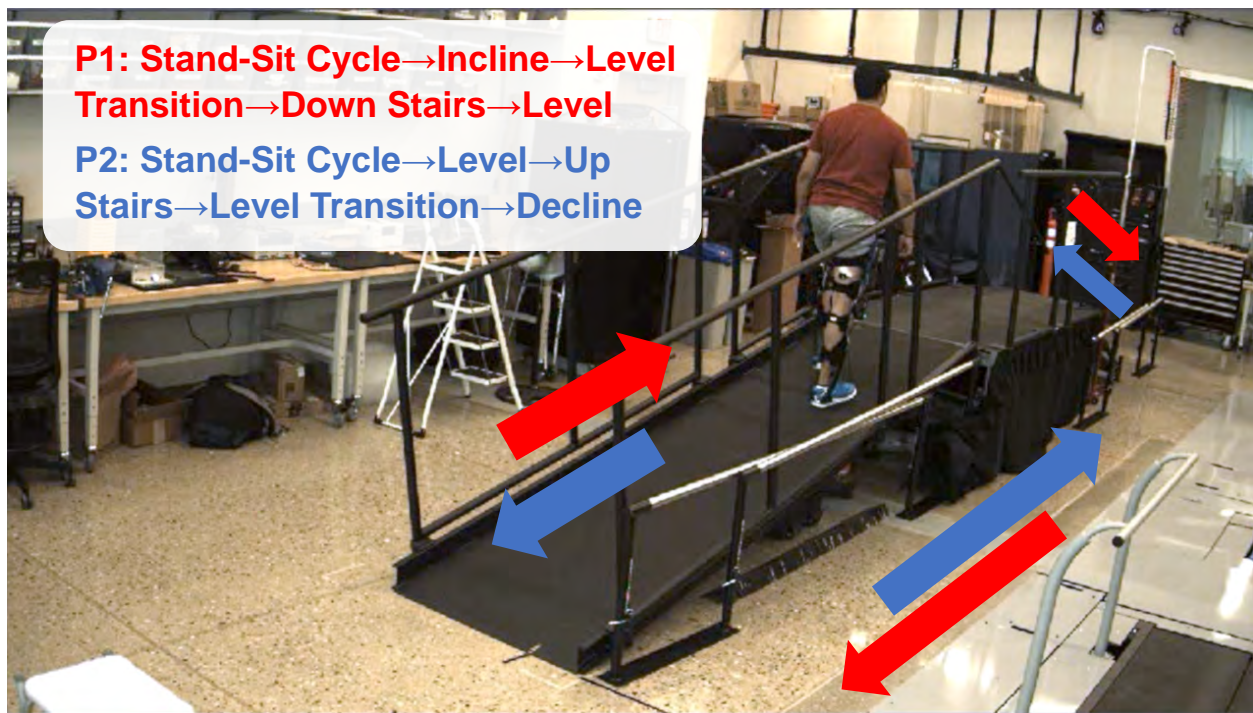 P1: Stand-Sit Cycle→Incline→Level
Transition→Down Stairs→Level
P2: Stand-Sit Cycle→Level→Up
Stairs→Level Transition→Decline